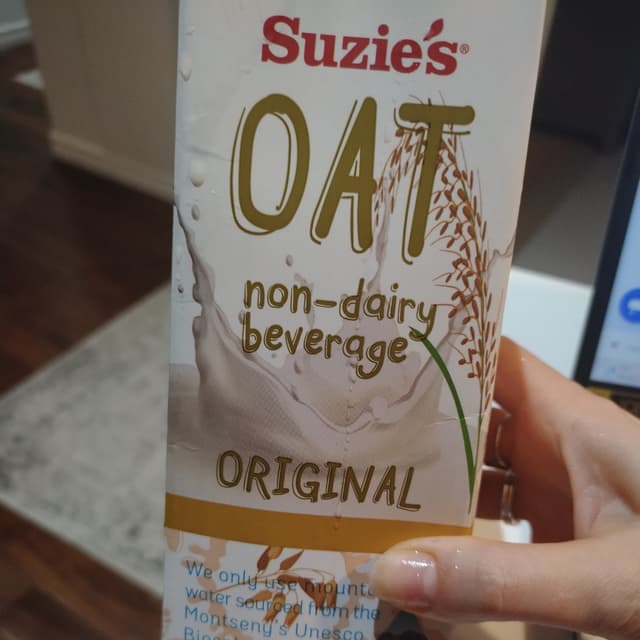 Suzie's®
OAT
non-dairy
beverage
ORIGINAL
We only use
water sourced from the
Montseny's Unesco